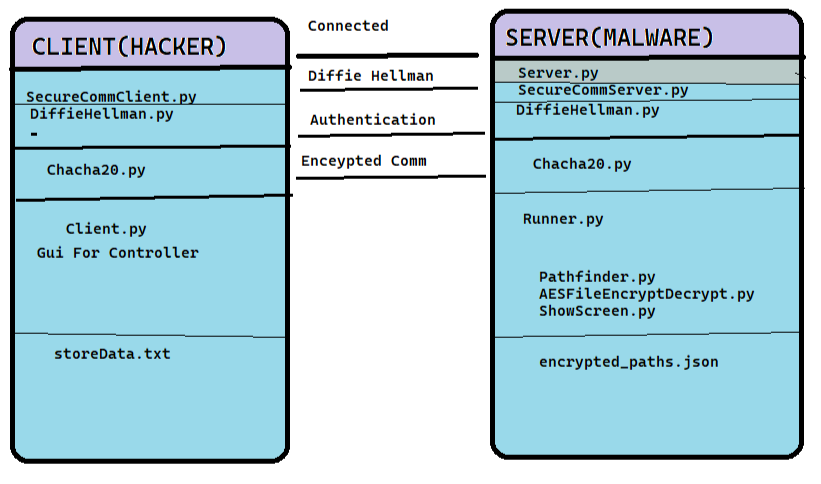 CLIENT(HACKER)
SecureCommClient.py
DiffieHellman.py
-
Chacha20.py
Client.py
Gui For Controller
storeData.txt
Connected
Diffie Hellman
Authentication
Enceypted Comm
SERVER(MALWARE)
Server.py
SecureCommServer.py
DiffieHellman.py
Chacha20.py
Runner.py
Pathfinder.py
AESFileEncryptDecrypt.py
ShowScreen.py
encrypted_paths.json